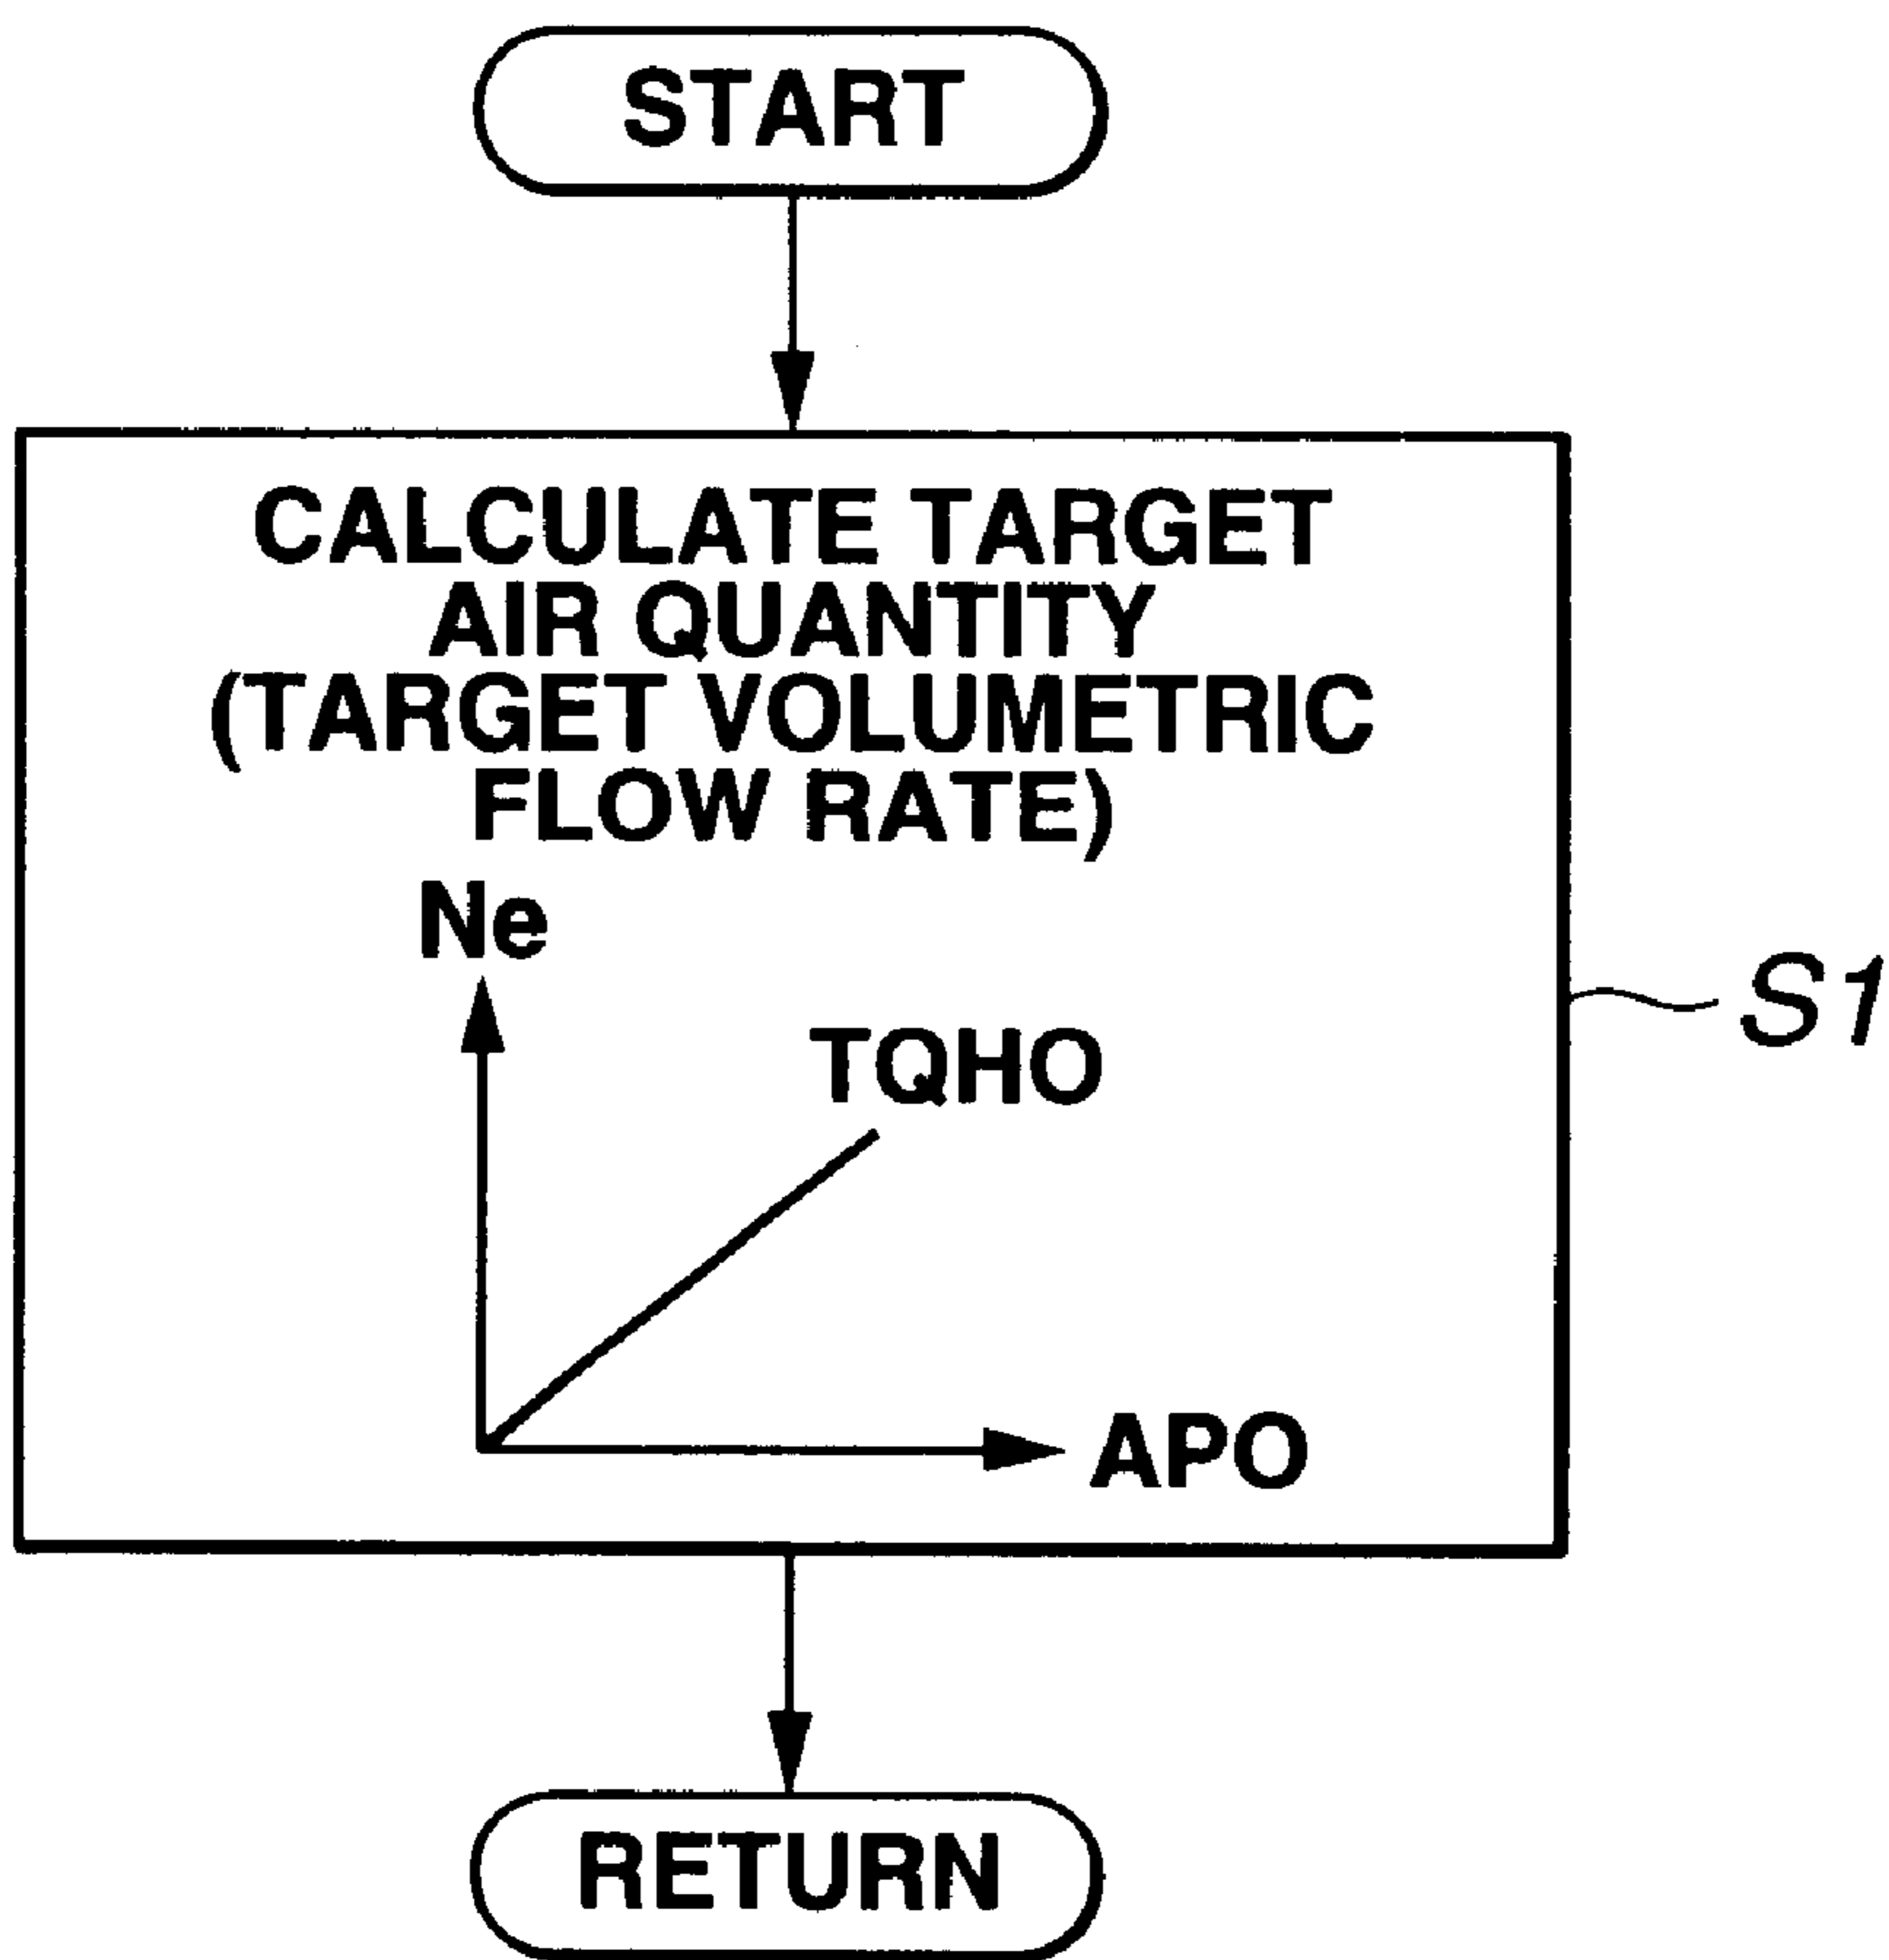 START
CALCULATE TARGET
AIR QUANTITY
(TARGET VOLUMETRIC
FLOW RATE)
Ne
TQHO
S1
APO
RETURN